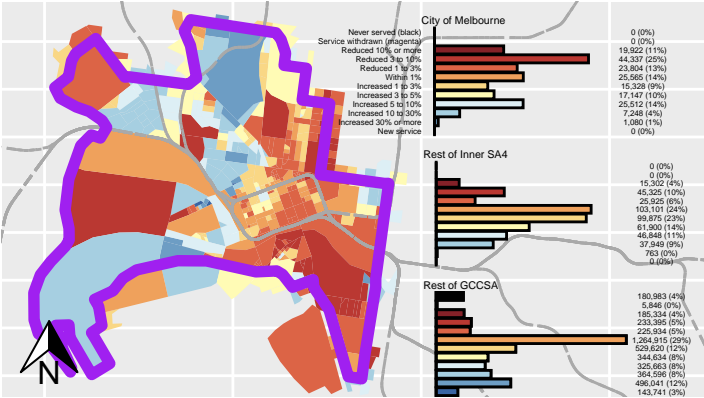 City of Melbourne
Never served (black) 0 (0%)
Service withdrawn (magenta) 0 (0%)
Reduced 10% or more 19,922 (11%)
Reduced 3 to 10% 44,337 (25%)
Reduced 1 to 3% 23,804 (13%)
Within 1% 25,565 (14%)
Increased 1 to 3% 15,328 (9%)
Increased 3 to 5% 17,147 (10%)
Increased 5 to 10% 25,512 (14%)
Increased 10 to 30% 7,248 (4%)
Increased 30% or more 1,080 (1%)
New service 0 (0%)
Rest of Inner SA4
0 (0%)
0 (0%)
15,302 (4%)
45,325 (10%)
25,925 (6%)
103,101 (24%)
99,875 (23%)
61,900 (14%)
46,848 (11%)
37,949 (9%)
763 (0%)
0 (0%)
Rest of GCCSA
180,983 (4%)
5,846 (0%)
185,334 (4%)
233,395 (5%)
225,934 (5%)
1,264,915 (29%)
529,620 (12%)
344,634 (8%)
325,663 (8%)
364,596 (8%)
496,041 (12%)
143,741 (3%)
N